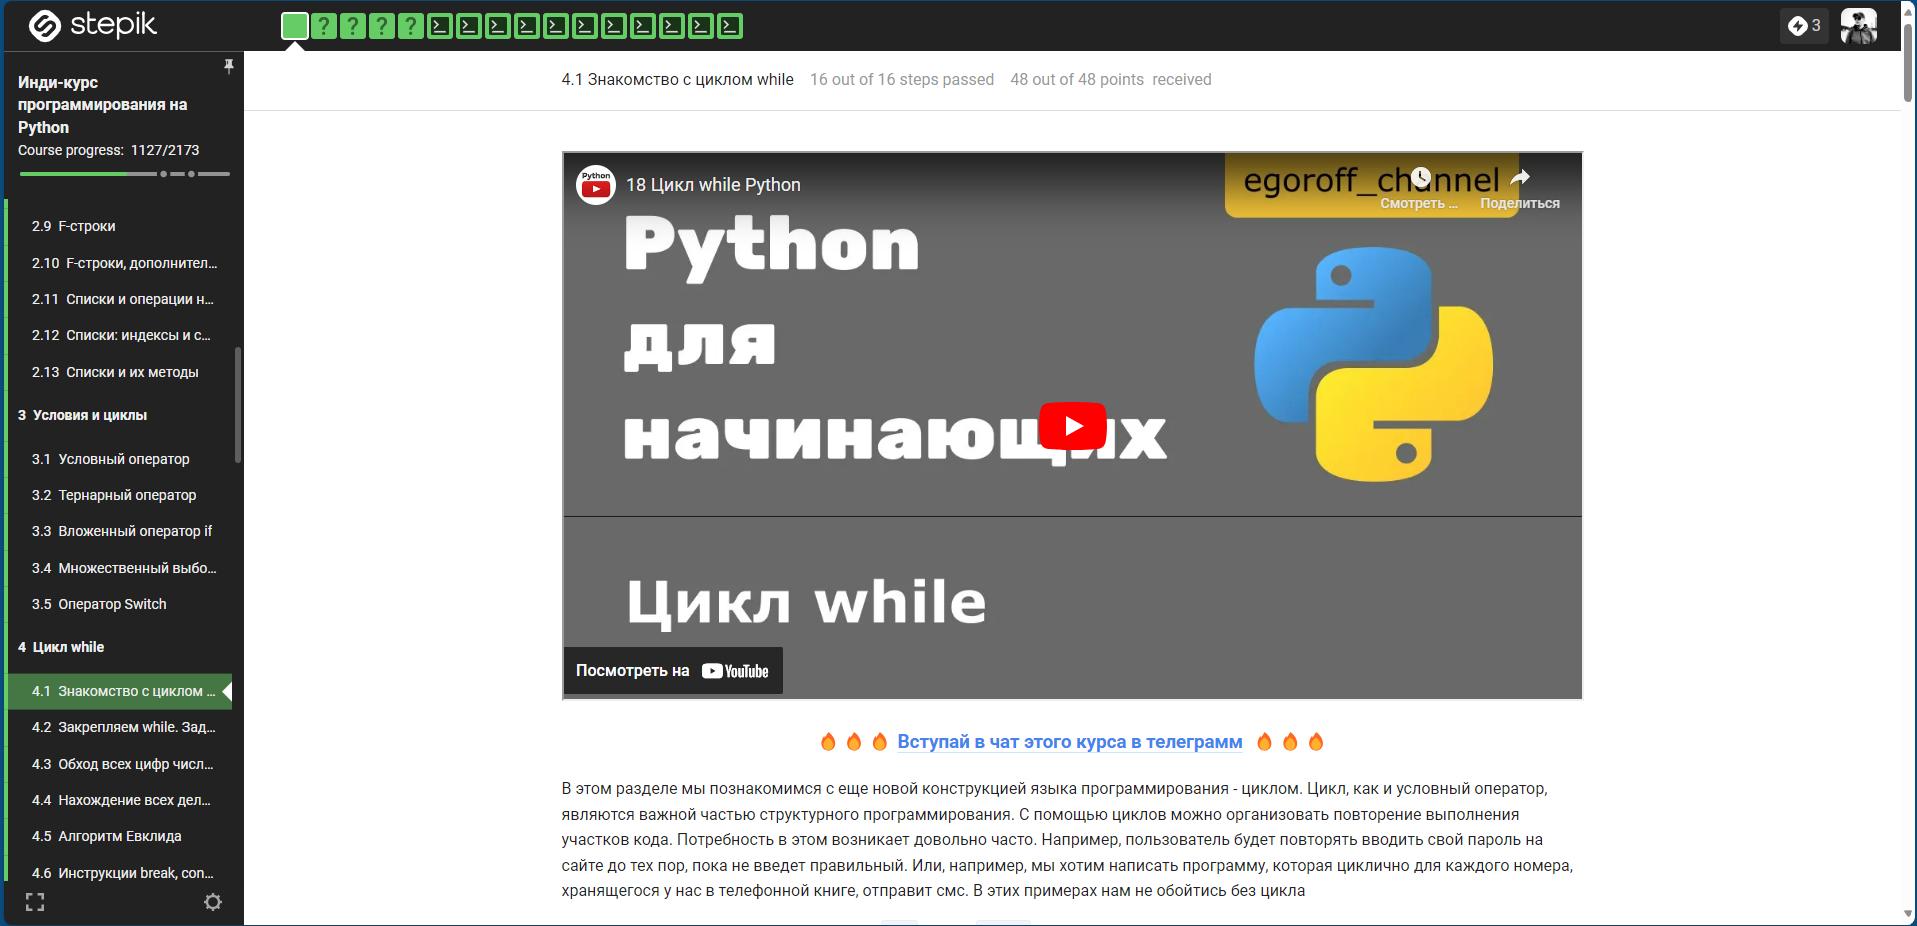 stepik
? ? ? ?
3
Инди-курс
программирования на
Python
Course progress: 1127/2173
2.9 F-строки
2.10 F-строки, дополнител...
2.11 Списки и операции н...
2.12 Списки: индексы и с...
2.13 Списки и их методы
3 Условия и циклы
3.1 Условный оператор
3.2 Тернарный оператор
3.3 Вложенный оператор if
3.4 Множественный выбо...
3.5 Оператор Switch
4 Цикл while
4.1 Знакомство с циклом ...
4.2 Закрепляем while. Зад...
4.3 Обход всех цифр числ...
4.4 Нахождение всех дел...
4.5 Алгоритм Евклида
4.6 Инструкции break, con...
4.1 Знакомство с циклом while 16 out of 16 steps passed 48 out of 48 points received
Python
18 Цикл while Python
egoroff_channel
Смотреть ...
Поделиться
Python
для
начинающих
Цикл while
Посмотреть на YouTube
Вступай в чат этого курса в телеграмм
В этом разделе мы познакомимся с еще новой конструкцией языка программирования - циклом. Цикл, как и условный оператор,
являются важной частью структурного программирования. С помощью циклов можно организовать повторение выполнения
участков кода. Потребность в этом возникает довольно часто. Например, пользователь будет повторять вводить свой пароль на
сайте до тех пор, пока не введет правильный. Или, например, мы хотим написать программу, которая циклично для каждого номера,
хранящегося у нас в телефонной книге, отправит смс. В этих примерах нам не обойтись без цикла